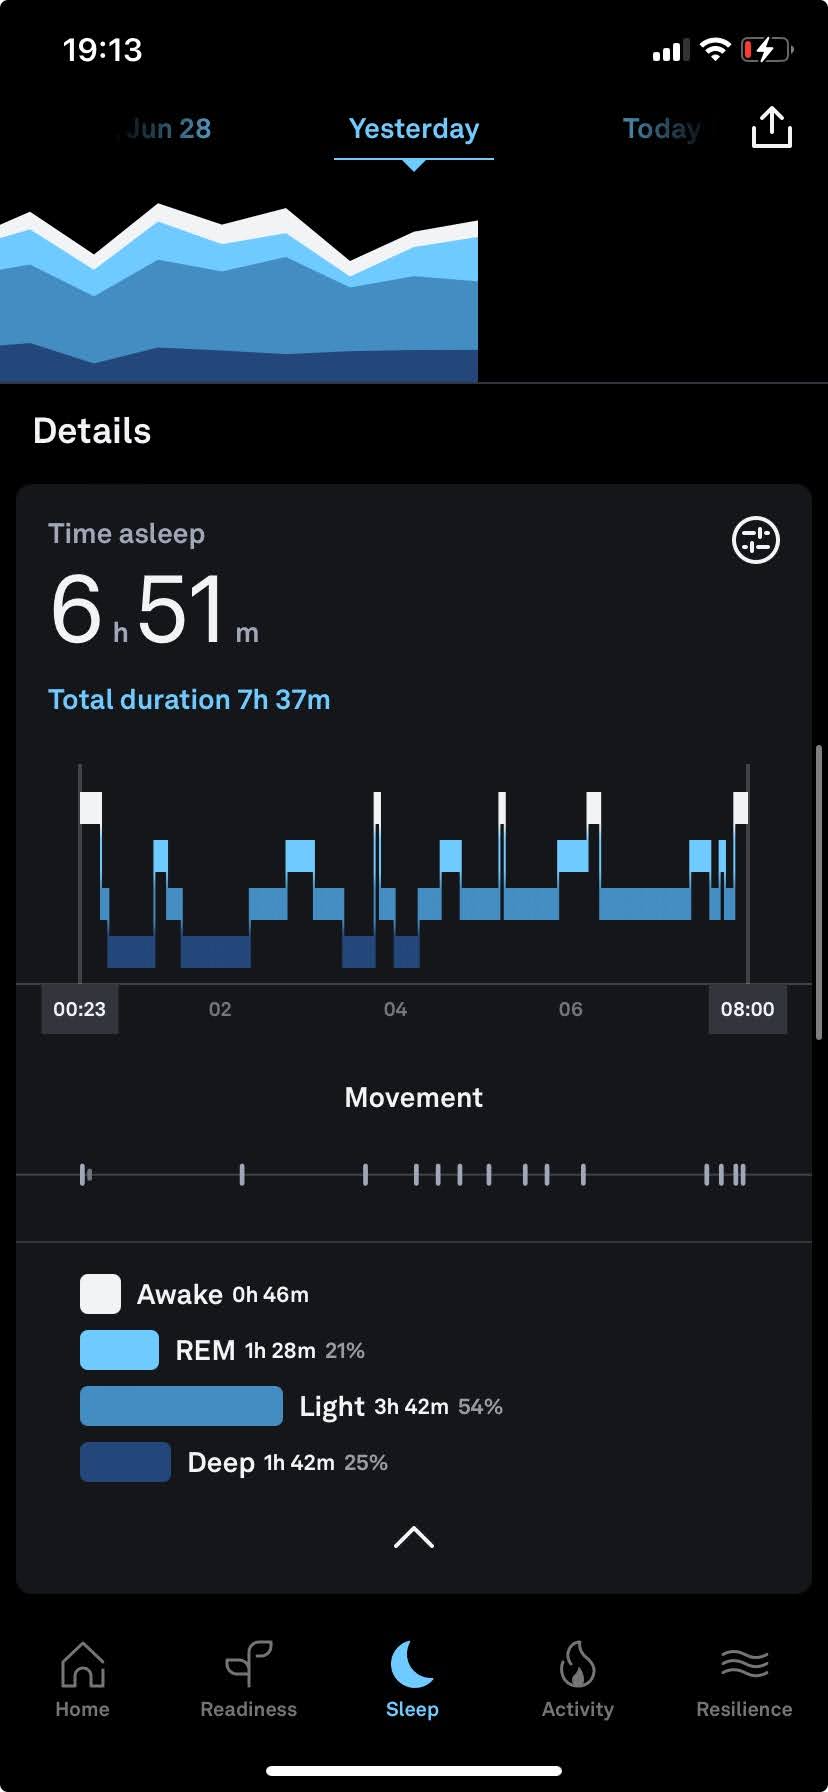 19:13
Jun 28 Yesterday Today
Details
Time asleep
6 h 51 m
Total duration 7h 37m
00:23 02 04 06 08:00
Movement
Awake 0h 46m
REM 1h 28m 21%
Light 3h 42m 54%
Deep 1h 42m 25%
Home Readiness Sleep Activity Resilience